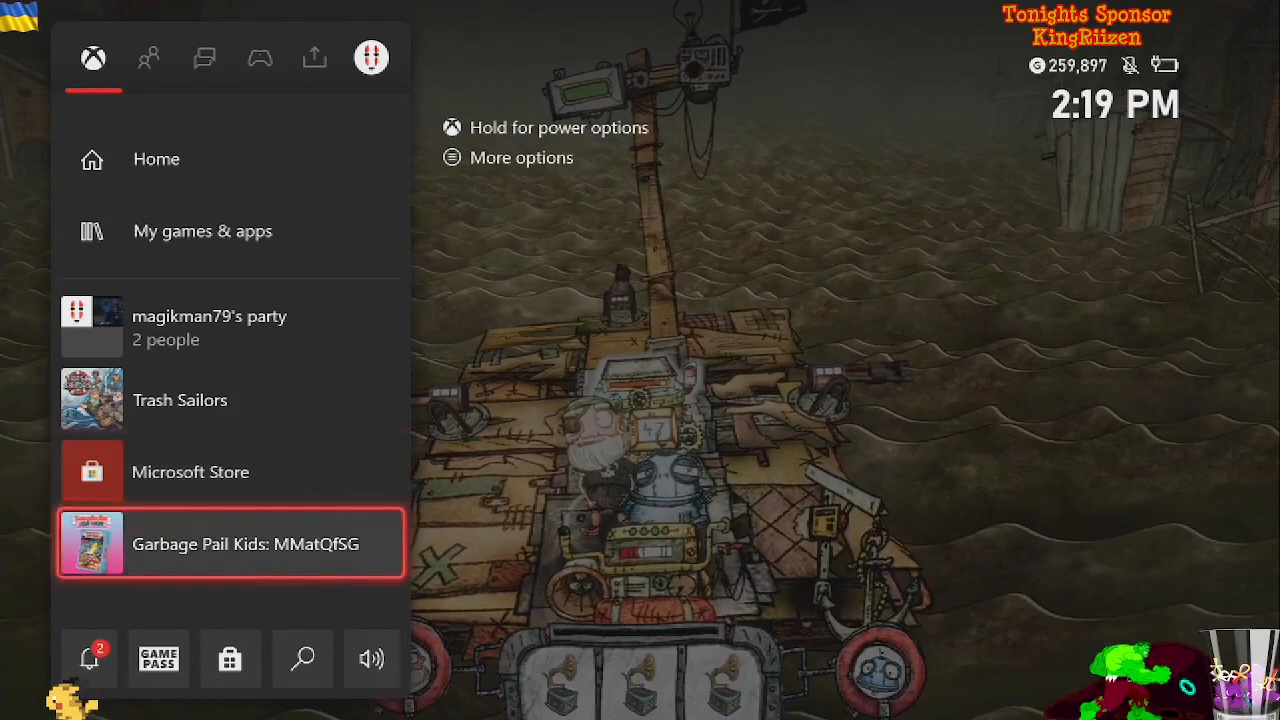 Tonights Sponsor
KingRiizen
G 259,897
2:19 PM
Hold for power options
More options
Home
My games & apps
magikman79's party
2 people
Trash Sailors
Microsoft Store
Garbage Pail Kids: MMatQfSG
2
GAME
PASS
47